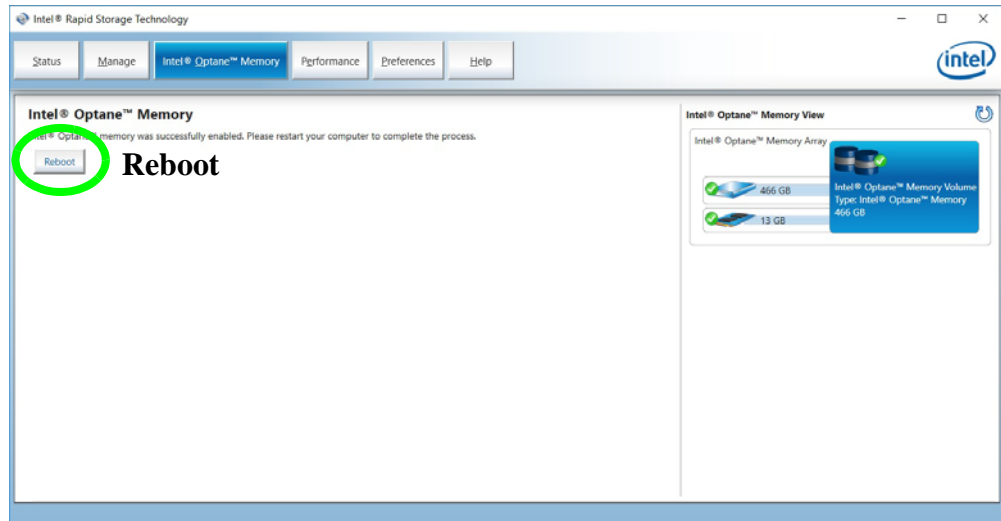 Intel® Rapid Storage Technology
Status
Manage
Intel® Optane™ Memory
Performance
Preferences
Help
intel
Intel® Optane™ Memory
memory was successfully enabled. Please restart your computer to complete the process.
Reboot
Reboot
Intel® Optane™ Memory View
Intel® Optane™ Memory Array
466 GB
13 GB
Intel® Optane™ Memory Volume
Type: Intel® Optane™ Memory
466 GB